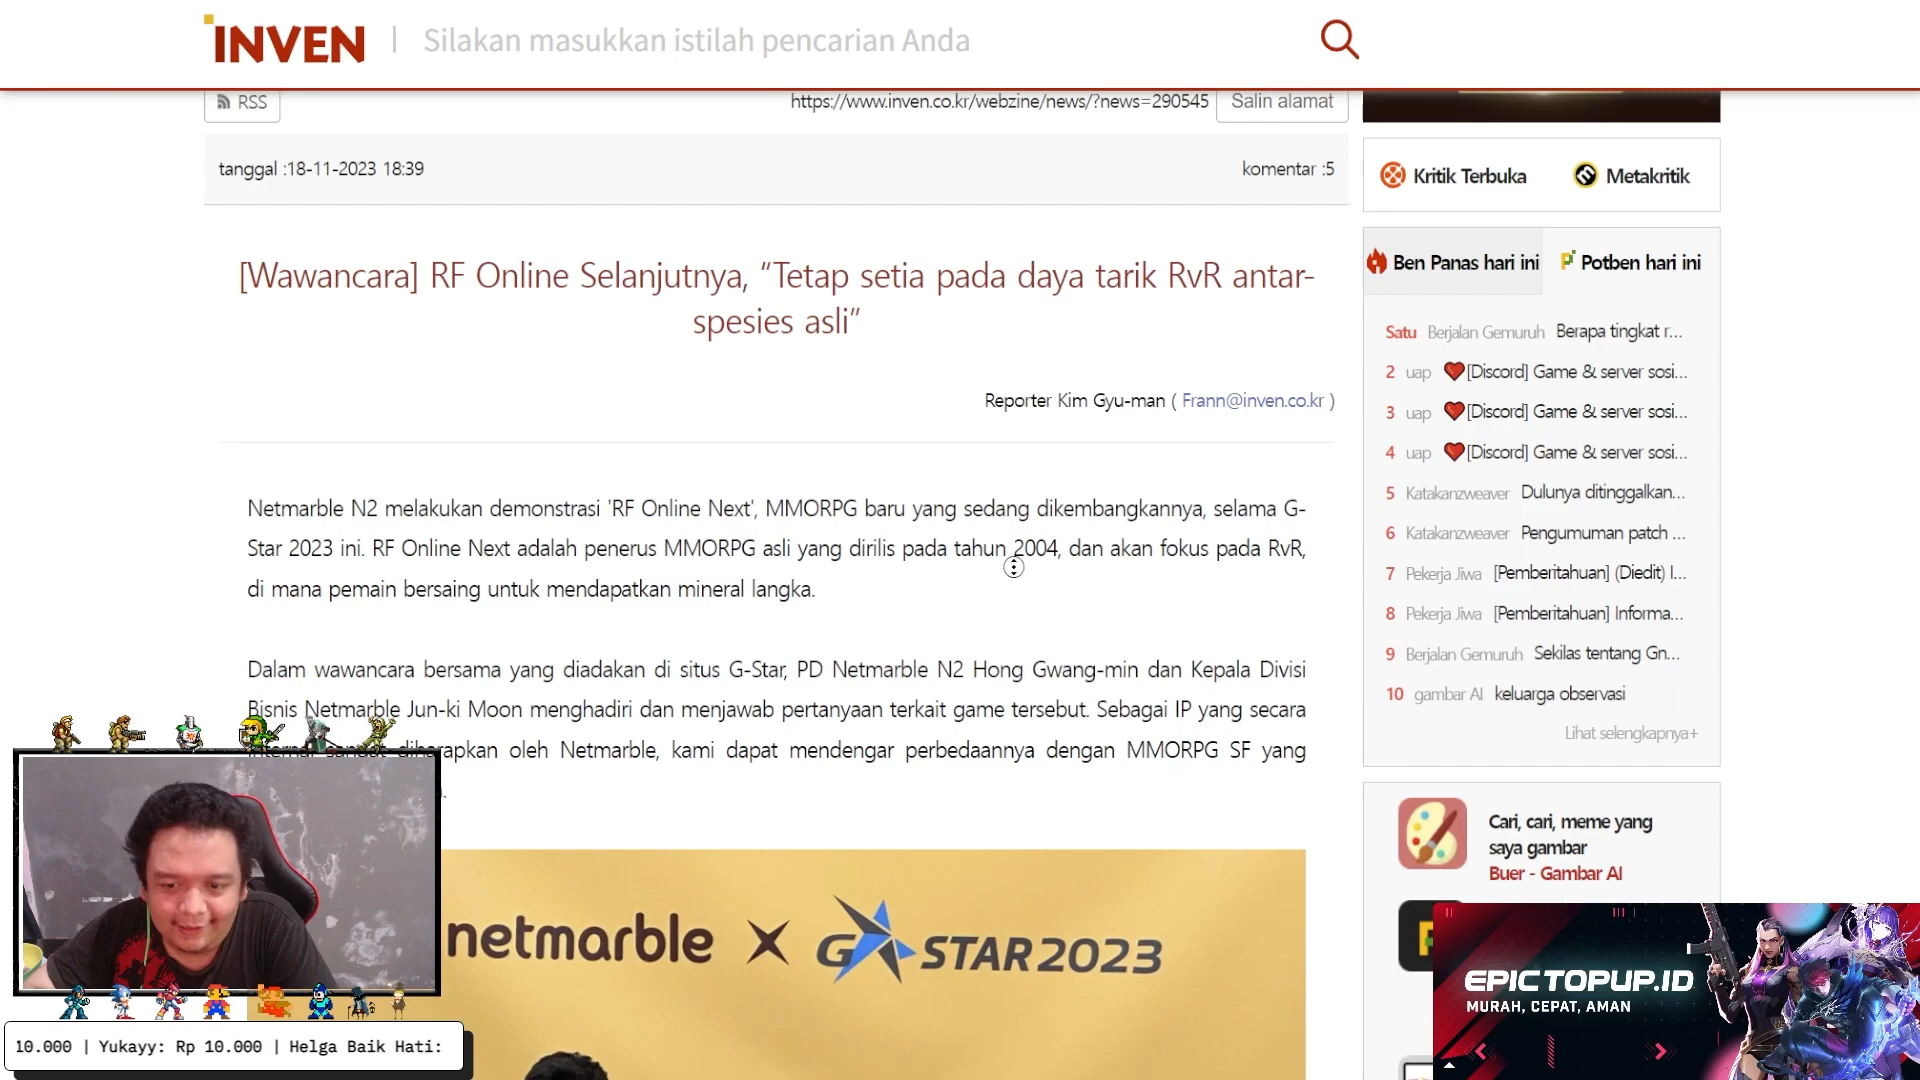 INVEN | Silakan masukkan istilah pencarian Anda
RSS
https://www.inven.co.kr/webzine/news/?news=290545
Salin alamat
tanggal :18-11-2023 18:39
komentar :5
[Wawancara] RF Online Selanjutnya, “Tetap setia pada daya tarik RvR antar-
spesies asli”
Reporter Kim Gyu-man ( Frann@inven.co.kr )
Netmarble N2 melakukan demonstrasi 'RF Online Next', MMORPG baru yang sedang dikembangkannya, selama G-
Star 2023 ini. RF Online Next adalah penerus MMORPG asli yang dirilis pada tahun 2004, dan akan fokus pada RvR,
di mana pemain bersaing untuk mendapatkan mineral langka.
Dalam wawancara bersama yang diadakan di situs G-Star, PD Netmarble N2 Hong Gwang-min dan Kepala Divisi
Bisnis Netmarble Jun-ki Moon menghadiri dan menjawab pertanyaan terkait game tersebut. Sebagai IP yang secara
oleh Netmarble, kami dapat mendengar perbedaannya dengan MMORPG SF yang
netmarble X G STAR2023
Kritik Terbuka
Metakritik
Ben Panas hari ini
Potben hari ini
Satu Berjalan Gemuruh Berapa tingkat r...
2 uap [Discord] Game & server sosi...
3 uap [Discord] Game & server sosi...
4 uap [Discord] Game & server sosi...
5 Katakanzweaver Dulunya ditinggalkan...
6 Katakanzweaver Pengumuman patch ...
7 Pekerja Jiwa [Pemberitahuan] (Diedit) I...
8 Pekerja Jiwa [Pemberitahuan] Informa...
9 Berjalan Gemuruh Sekilas tentang Gn...
10 gambar AI keluarga observasi
Lihat selengkapnya+
Cari, cari, meme yang
saya gambar
Buer - Gambar AI
EPICTOPUP.ID
MURAH, CEPAT, AMAN
10.000 | Yukayy: Rp 10.000 | Helga Baik Hati: